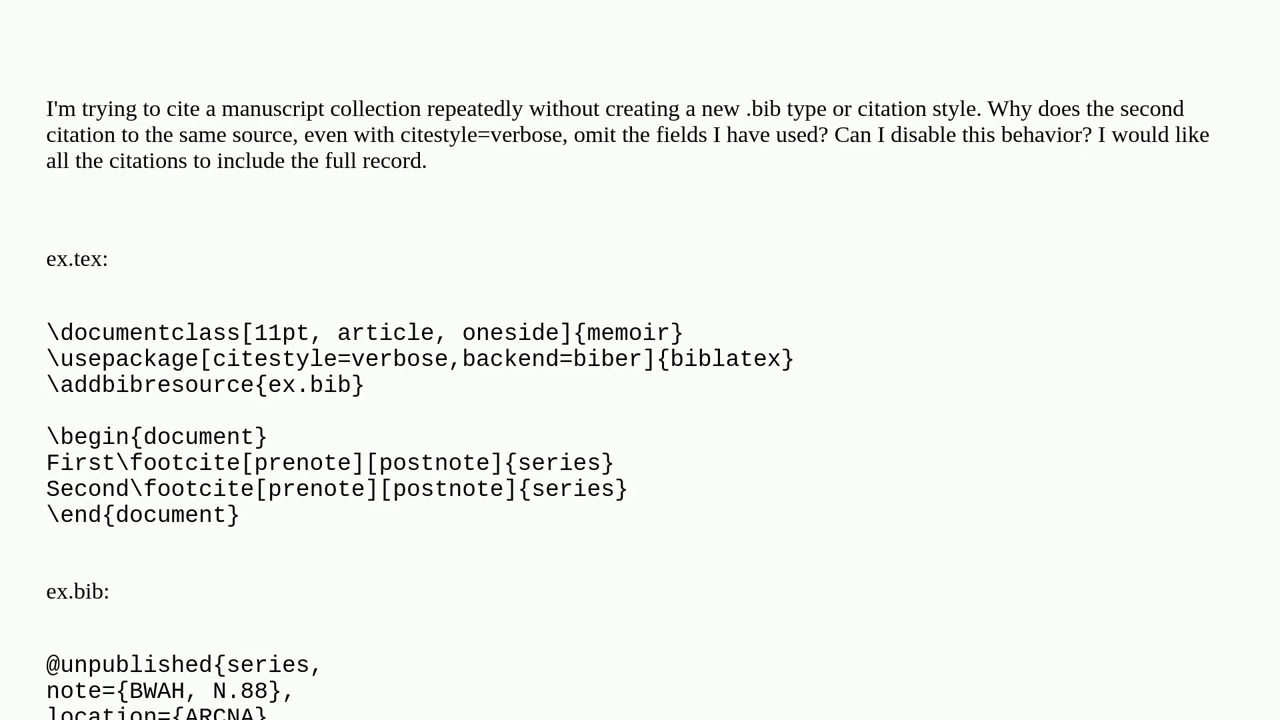 I'm trying to cite a manuscript collection repeatedly without creating a new .bib type or citation style. Why does the second
citation to the same source, even with citestyle=verbose, omit the fields I have used? Can I disable this behavior? I would like
all the citations to include the full record.
ex.tex:
\documentclass[11pt, article, oneside]{memoir}
\usepackage[citestyle=verbose,backend=biber]{biblatex}
\addbibresource{ex.bib}
\begin{document}
First\footcite[prenote][postnote]{series}
Second\footcite[prenote][postnote]{series}
\end{document}
ex.bib:
@unpublished{series,
note={BWAH, N.88},
location={ARCNA}